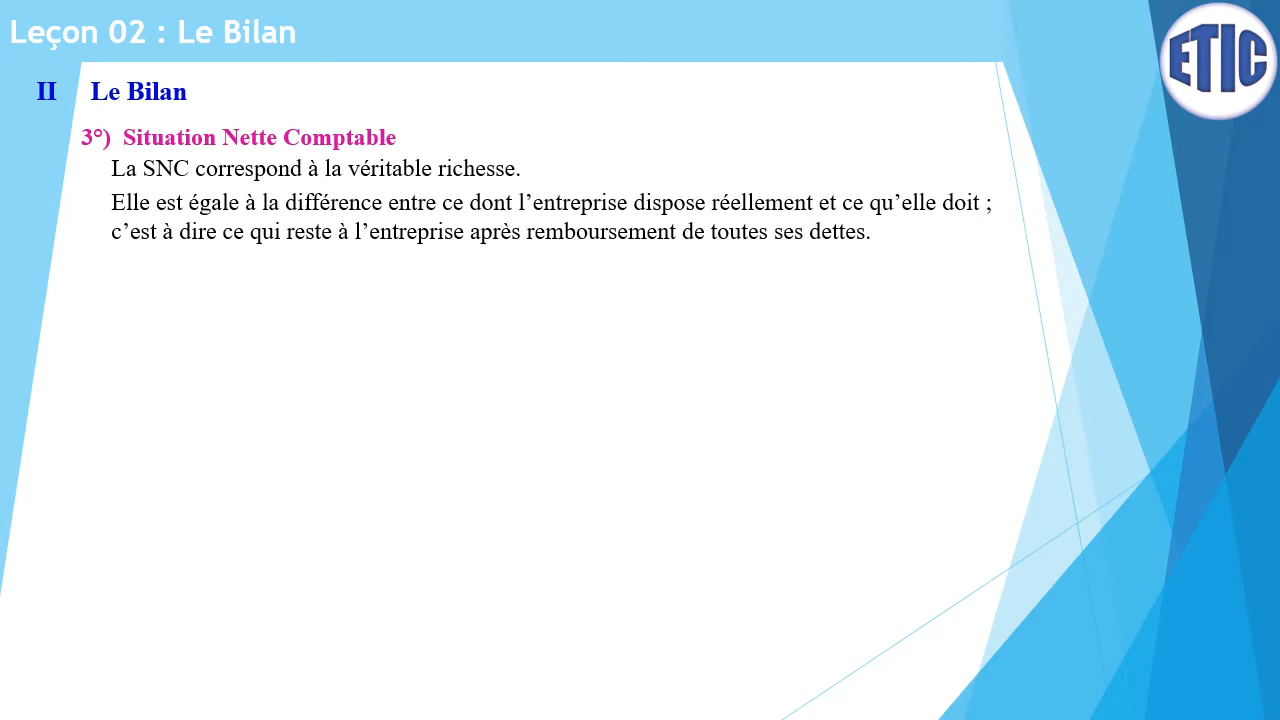 Leçon 02 : Le Bilan
ETIC
II Le Bilan
3°) Situation Nette Comptable
La SNC correspond à la véritable richesse.
Elle est égale à la différence entre ce dont l’entreprise dispose réellement et ce qu’elle doit ;
c’est à dire ce qui reste à l’entreprise après remboursement de toutes ses dettes.